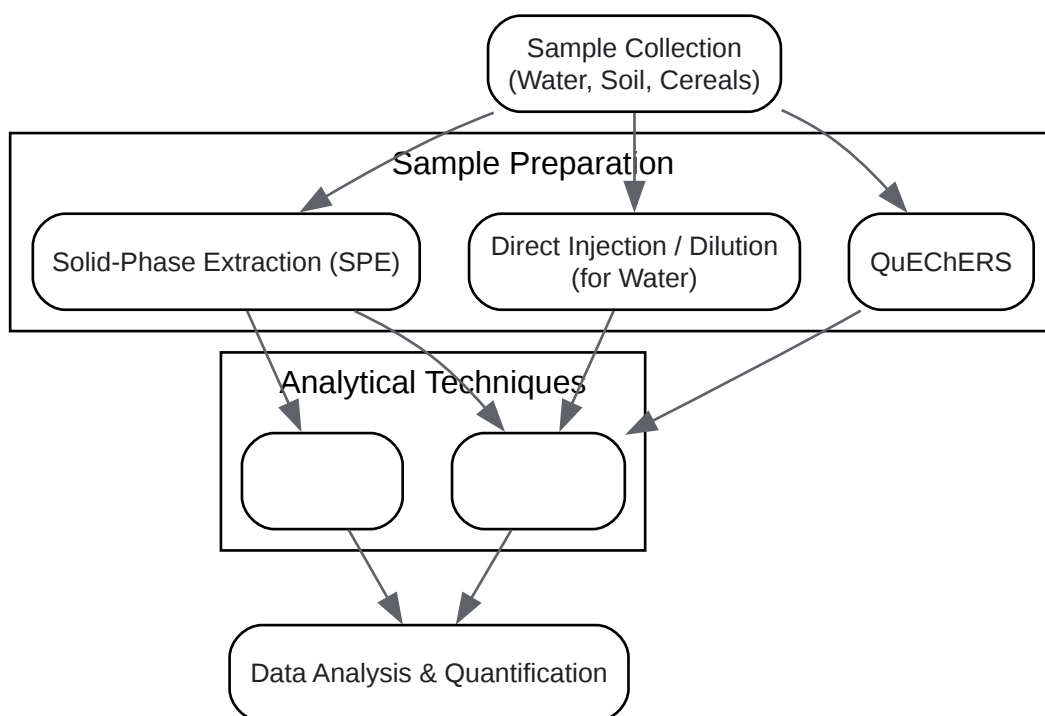 Sample Collection
(Water, Soil, Cereals)
Sample Preparation
Solid-Phase Extraction (SPE)
Direct Injection / Dilution
(for Water)
QuEChERS
Analytical Techniques
Data Analysis & Quantification